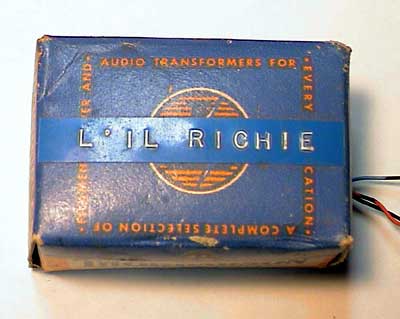 AUDIO TRANSFORMERS FOR
• EVERY
CATION •
A COMPLETE SELECTION OF
ER AND •
L'IL RICHIE